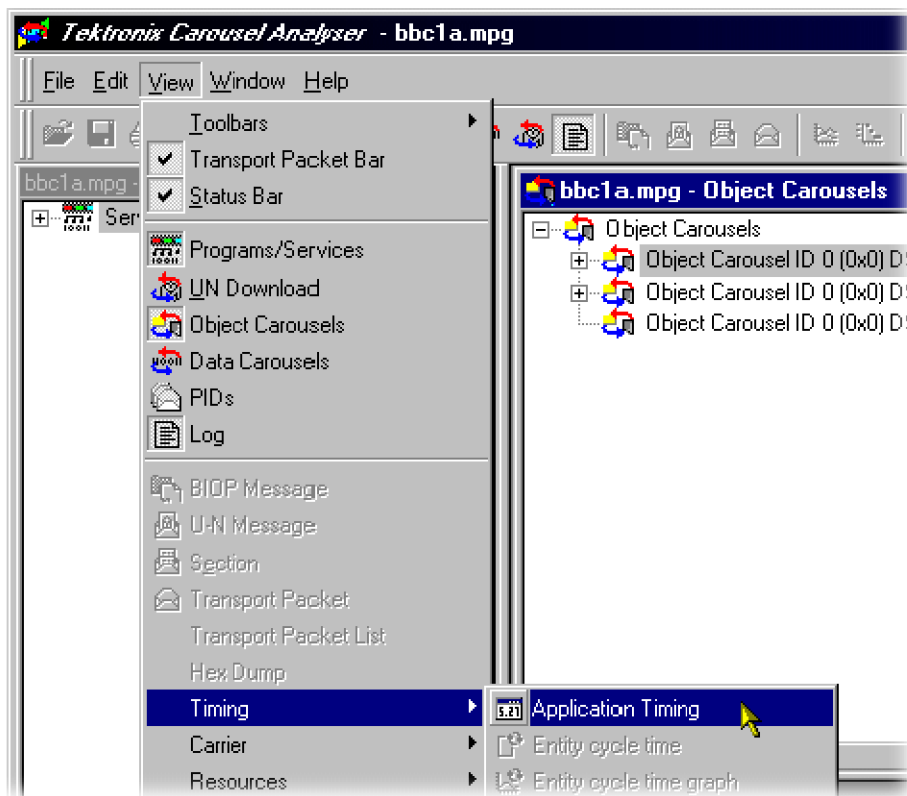 Tektronix Carousel Analyser - bbc1a.mpg
File Edit View Window Help
Toolbars
Transport Packet Bar
Status Bar
Programs/Services
UN Download
Object Carousels
Data Carousels
PIDs
Log
BIOP Message
U-N Message
Section
Transport Packet
Transport Packet List
Hex Dump
Timing
Carrier
Resources
bbc1a.mpg -
Ser
bbc1a.mpg - Object Carousels
Object Carousels
Object Carousel ID 0 (0x0) D
Object Carousel ID 0 (0x0) D
Object Carousel ID 0 (0x0) D
Application Timing
Entity cycle time
Entity cycle time graph